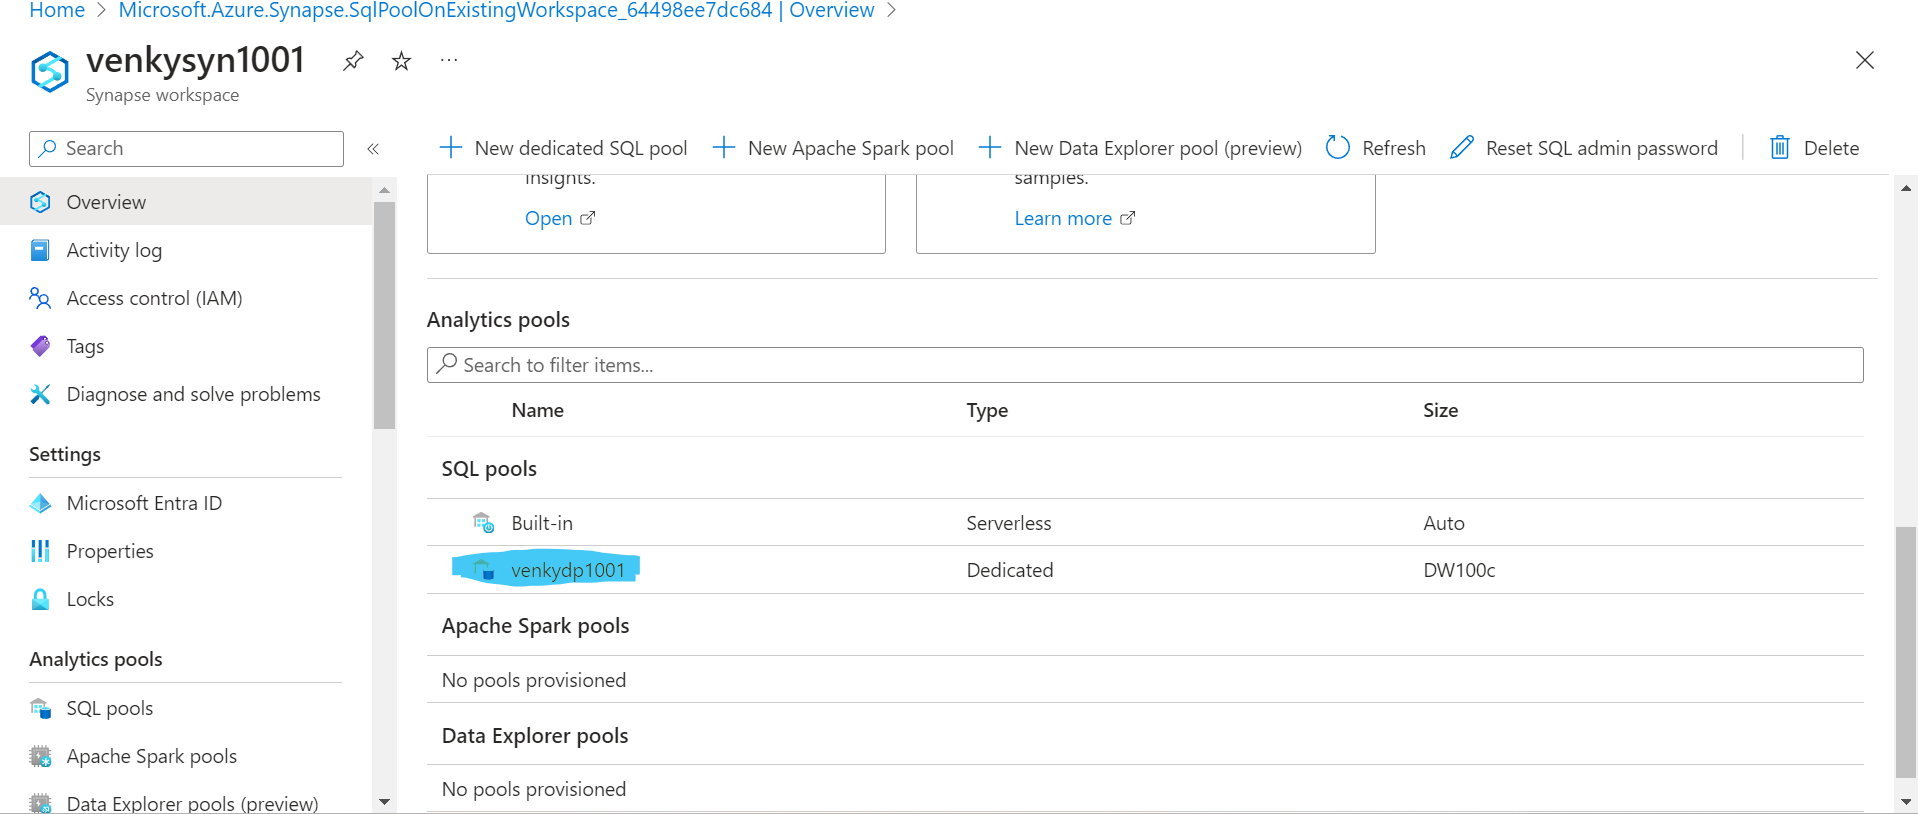 Home > Microsoft.Azure.Synapse.SqlPoolOnExistingWorkspace_64498ee7dc684 | Overview >
venkysyn1001
Synapse workspace
Search
New dedicated SQL pool
New Apache Spark pool
New Data Explorer pool (preview)
Refresh
Reset SQL admin password
Delete
Overview
Activity log
Access control (IAM)
Tags
Diagnose and solve problems
Settings
Microsoft Entra ID
Properties
Locks
Analytics pools
SQL pools
Apache Spark pools
Data Explorer pools (preview)
insights.
Open
samples.
Learn more
Analytics pools
Search to filter items...
Name Type Size
SQL pools
Built-in Serverless Auto
venkydp1001 Dedicated DW100c
Apache Spark pools
No pools provisioned
Data Explorer pools
No pools provisioned